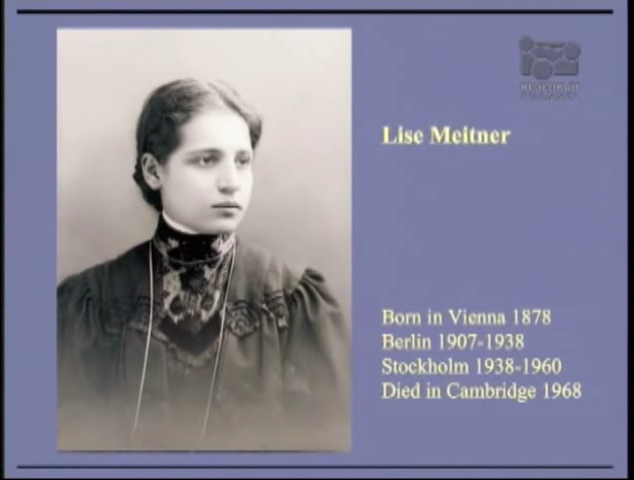 Lise Meitner
Born in Vienna 1878
Berlin 1907-1938
Stockholm 1938-1960
Died in Cambridge 1968